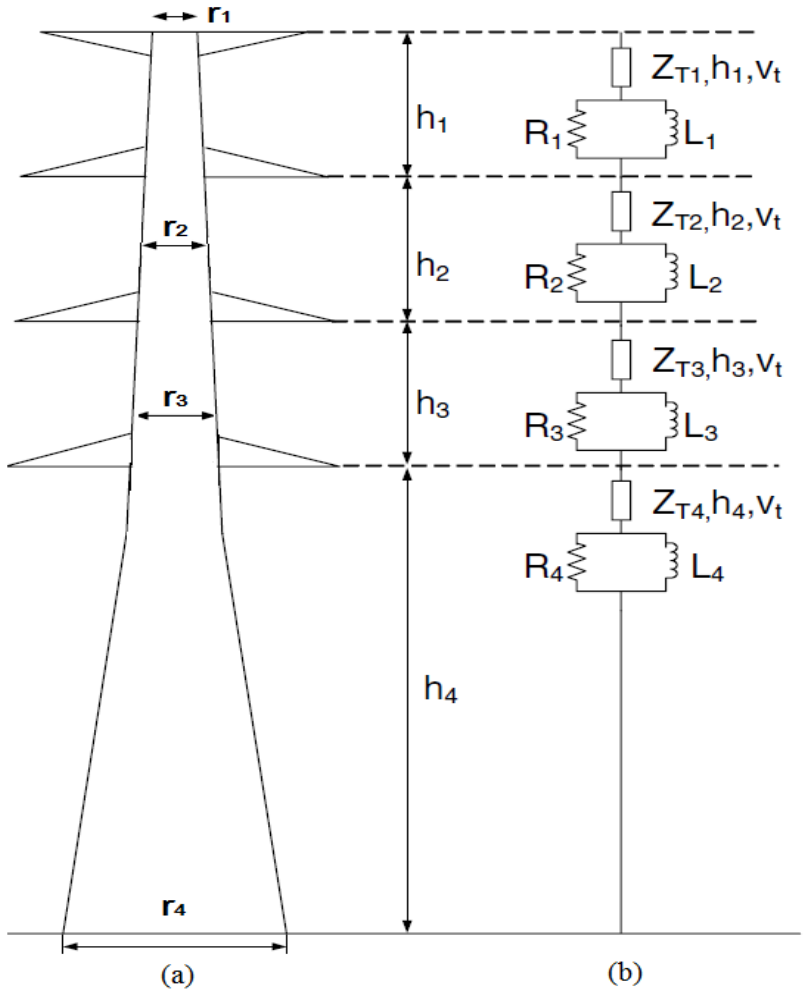 r₁
Z_T1,h₁,v_t
h₁
R₁ L₁
r₂
Z_T2,h₂,v_t
h₂
R₂ L₂
r₃
Z_T3,h₃,v_t
h₃
R₃ L₃
Z_T4,h₄,v_t
R₄ L₄
h₄
r₄
(a) (b)